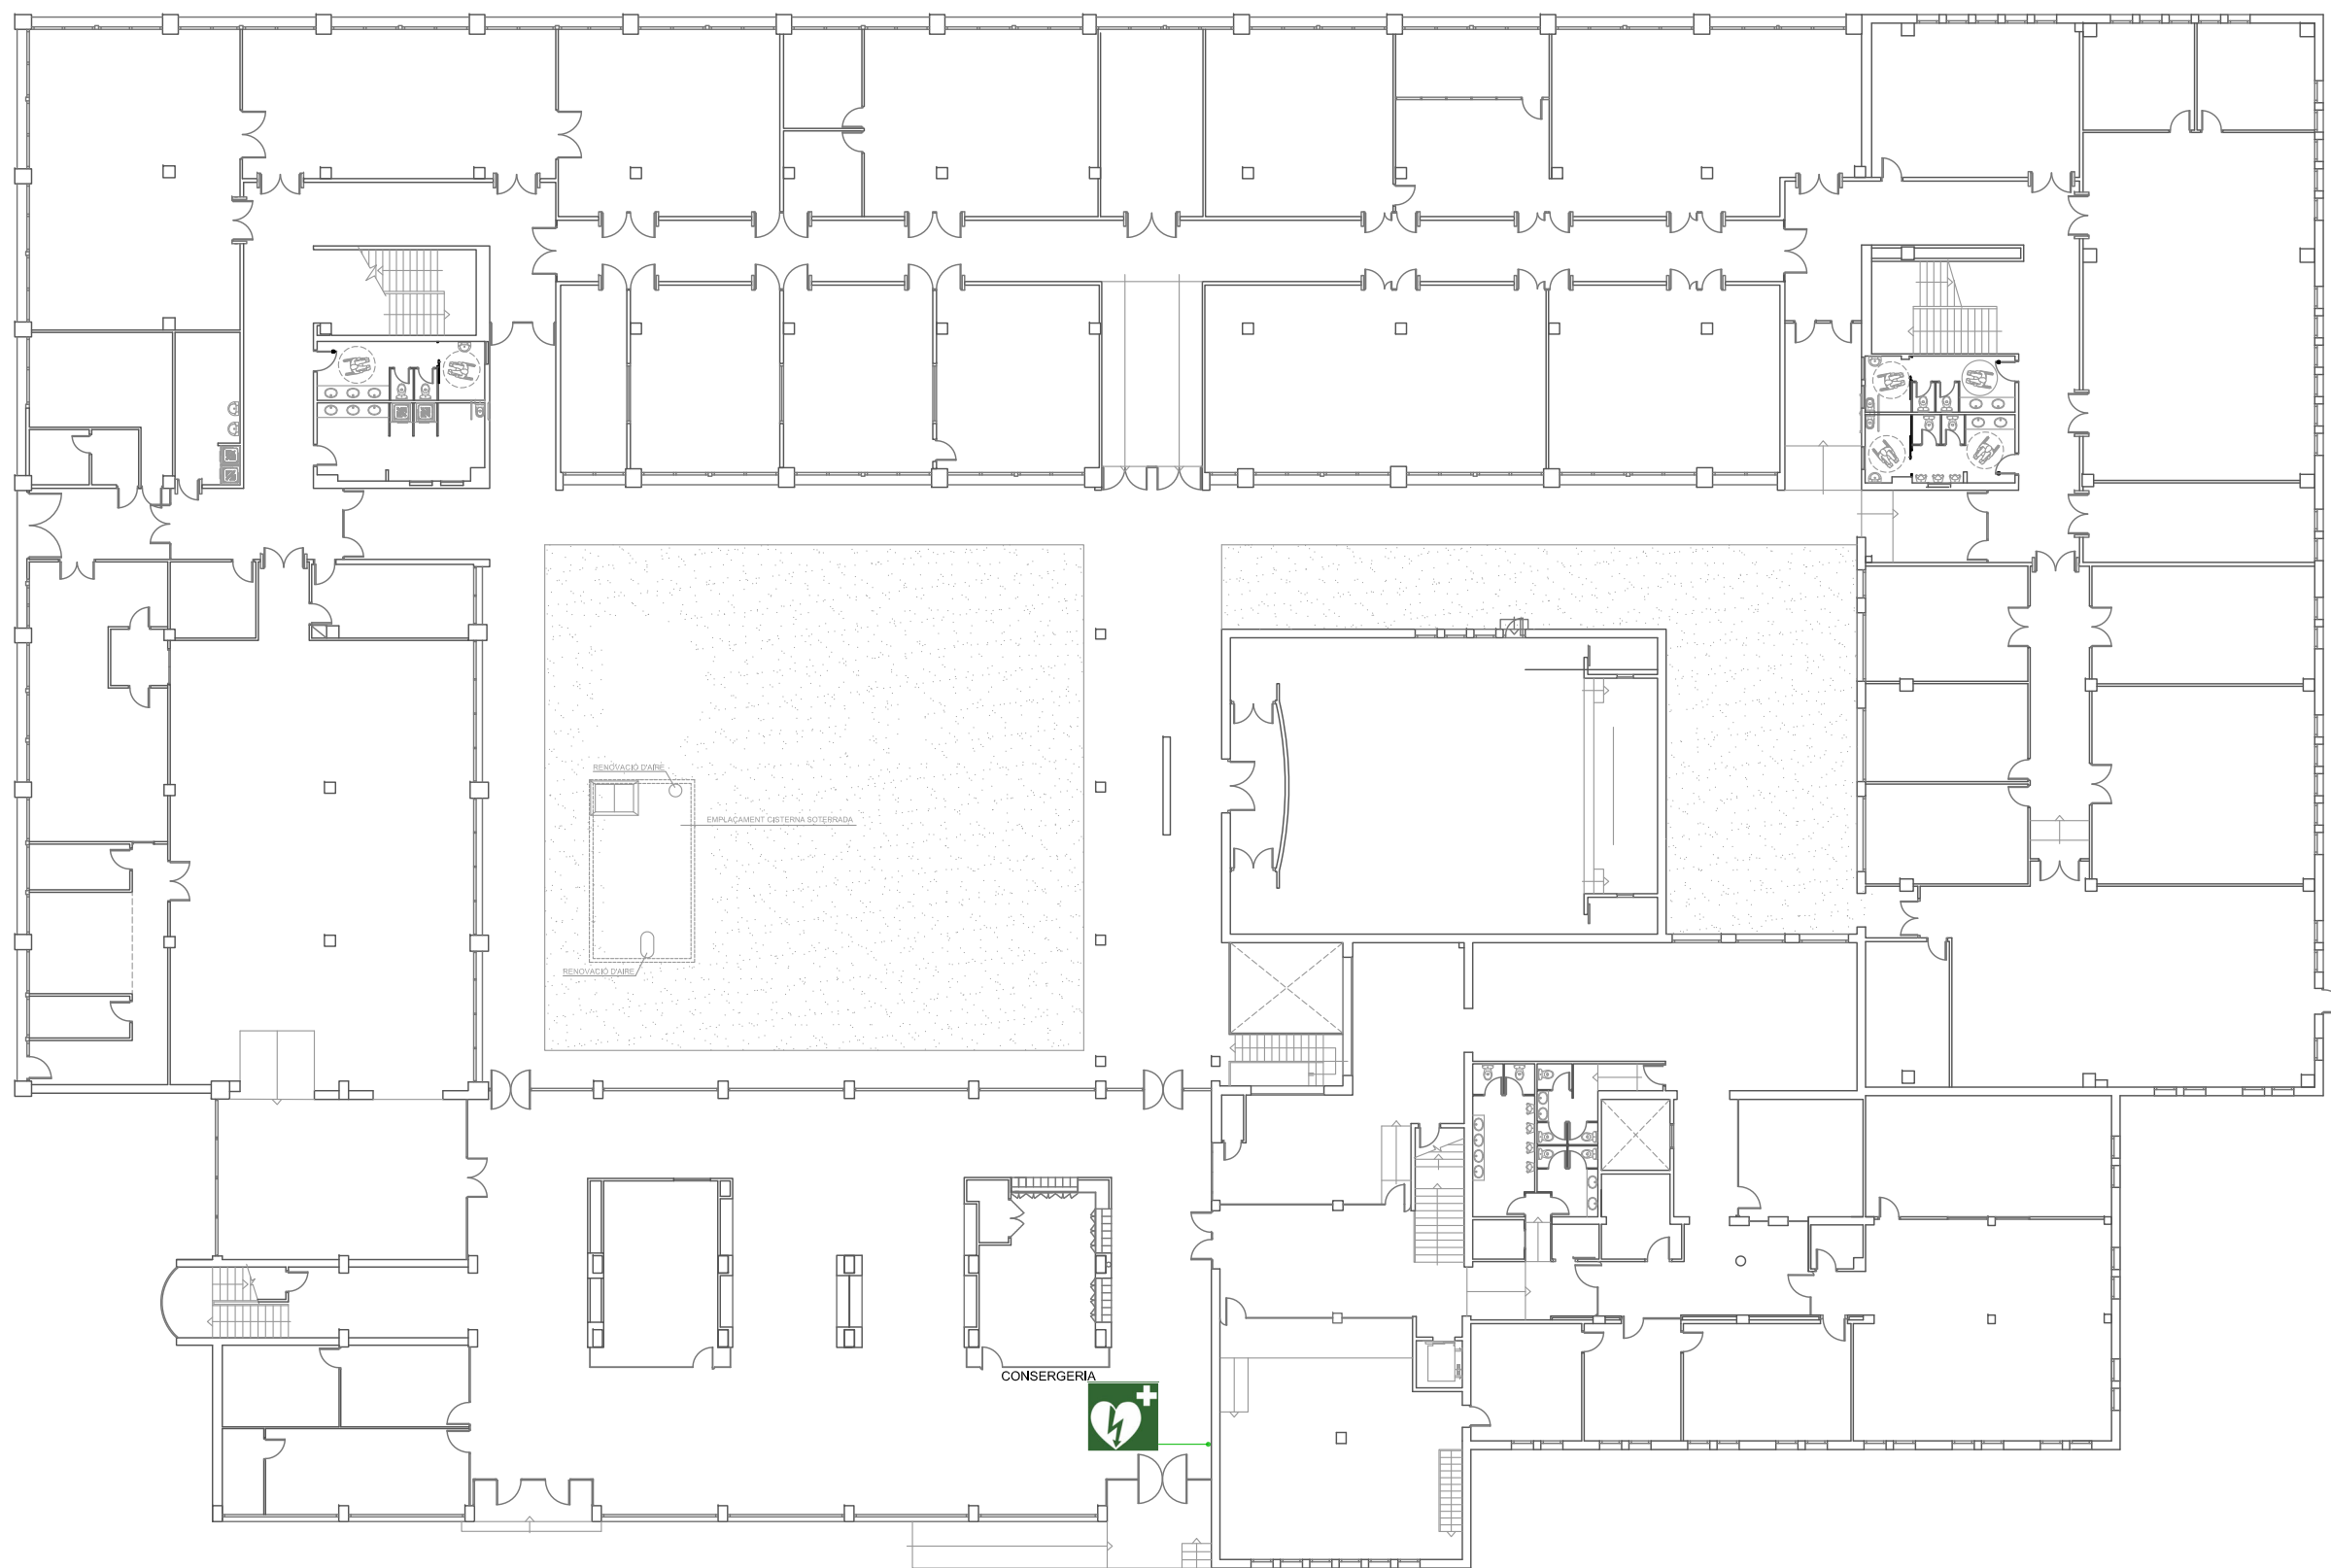 RENOVACIÓ D'AIRE
EMPLAÇAMENT CISTERNA SOTERRADA
RENOVACIÓ D'AIRE
CONSERGERIA